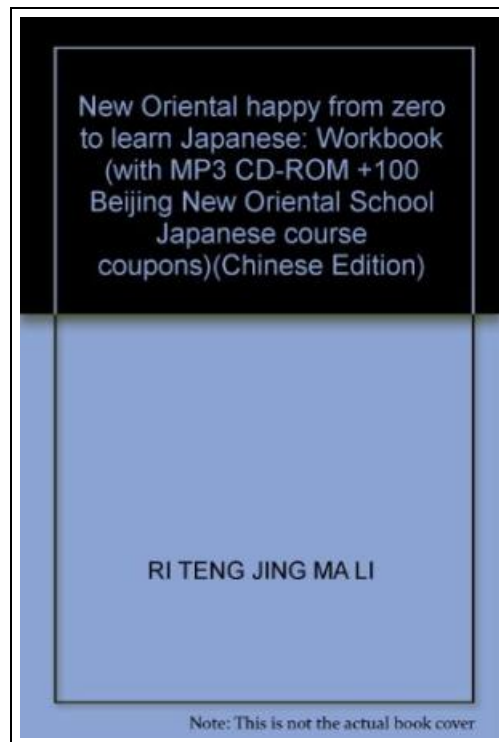 New Oriental happy from zero
to learn Japanese: Workbook
(with MP3 CD-ROM +100
Beijing New Oriental School
Japanese course
coupons)(Chinese Edition)
RI TENG JING MA LI
Note: This is not the actual book cover